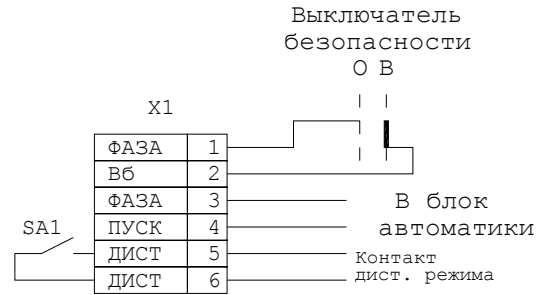 Выключатель
безопасности
О В
X1
ФАЗА 1
Вб 2
ФАЗА 3
В блок
ПУСК 4
автоматики
SA1
ДИСТ 5
Контакт
дист. режима
ДИСТ 6